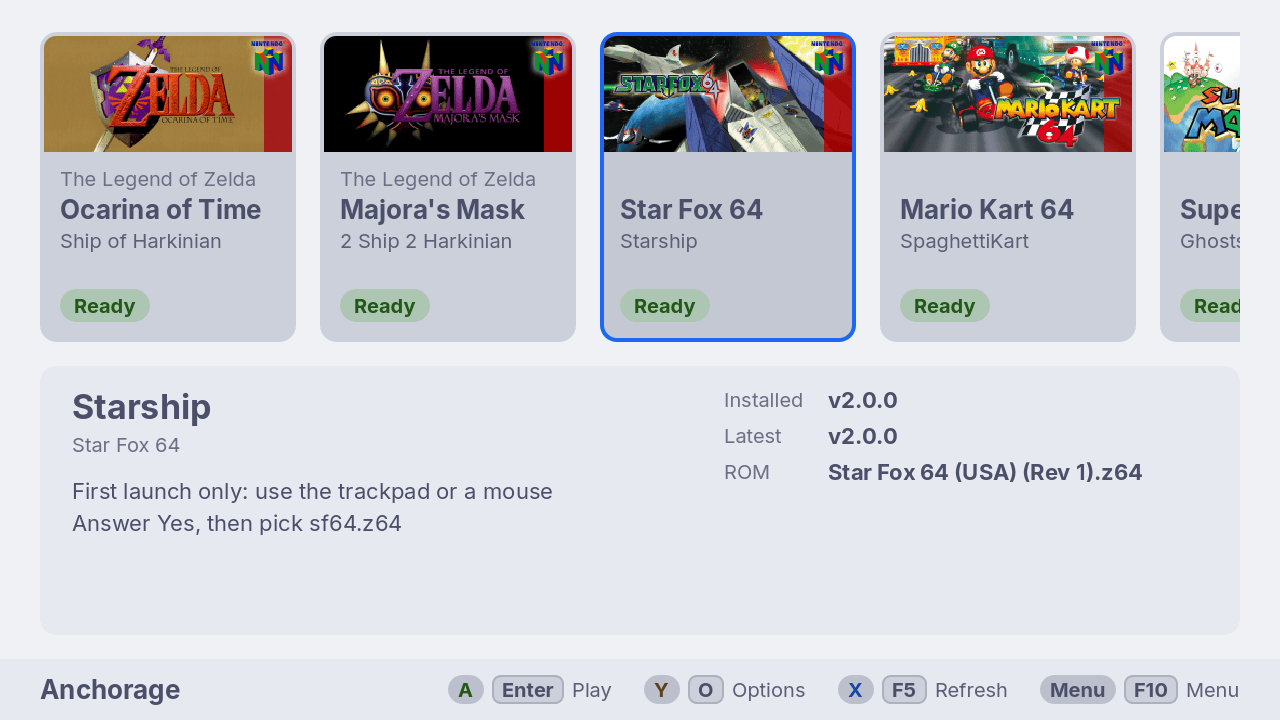 NINTENDO
THE LEGEND OF
ZELDA
OCARINA OF TIME
The Legend of Zelda
Ocarina of Time
Ship of Harkinian
Ready
NINTENDO
THE LEGEND OF
ZELDA
MAJORA'S MASK
The Legend of Zelda
Majora's Mask
2 Ship 2 Harkinian
Ready
NINTENDO
STARFOX64
Star Fox 64
Starship
Ready
NINTENDO
MARIOKART
64
Mario Kart 64
SpaghettiKart
Ready
Starship
Star Fox 64
First launch only: use the trackpad or a mouse
Answer Yes, then pick sf64.z64
Installed v2.0.0
Latest v2.0.0
ROM Star Fox 64 (USA) (Rev 1).z64
Anchorage A Enter Play Y O Options X F5 Refresh Menu F10 Menu